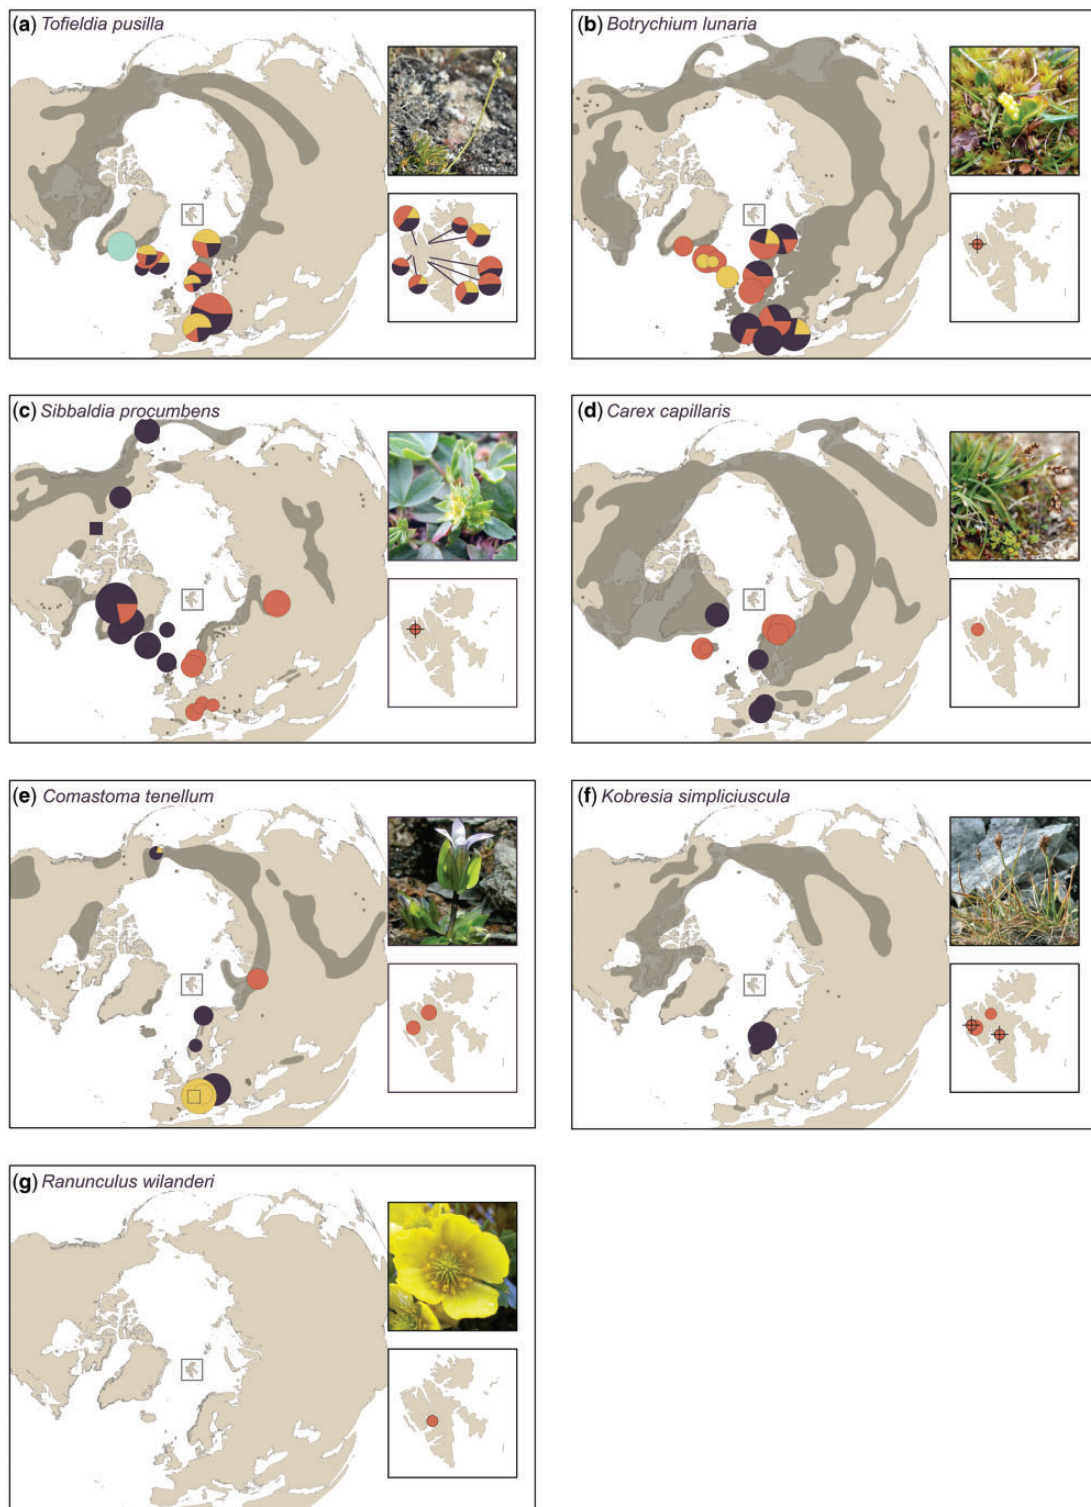 (a) Tofieldia pusilla
(b) Botrychium lunaria
(c) Sibbaldia procumbens
(d) Carex capillaris
(e) Comastoma tenellum
(f) Kobresia simpliciuscula
(g) Ranunculus wilanderi